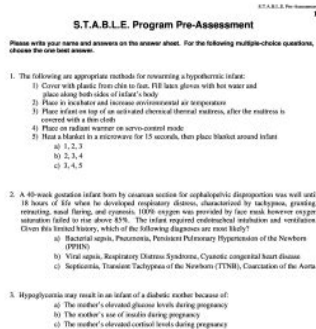 S.T.A.B.L.E. Program Pre-Assessment
Please write your name and answers on the answer sheet. For the following multiple-choice questions,
choose the one best answer.
1. The following are appropriate methods for rewarming a hypothermic infant:
1) Cover with plastic from chin to feet. Fill latex gloves with hot water and
place along both sides of infant's body
2) Place in incubator and increase environmental air temperature
3) Place infant on top of an activated chemical thermal mattress, after the mattress is
covered with a thin cloth
4) Place on radiant warmer on servo-control mode
5) Heat a blanket in a microwave for 15 seconds, then place blanket around infant
a) 1, 2, 3
b) 2, 3, 4
c) 3, 4, 5
2. A 40-week gestation infant born by cesarean section for cephalopelvic disproportion was well until
18 hours of life when he developed respiratory distress, characterized by tachypnea, grunting
retracting, nasal flaring, and cyanosis. 100% oxygen was provided by face mask however oxygen
saturation failed to rise above 85%. The infant required endotracheal intubation and ventilation
Given this limited history, which of the following diagnoses are most likely?
a) Bacterial sepsis, Pneumonia, Persistent Pulmonary Hypertension of the Newborn
(PPHN)
b) Viral sepsis, Respiratory Distress Syndrome, Cyanotic congenital heart disease
c) Septicemia, Transient Tachypnea of the Newborn (TTNB), Coarctation of the Aorta
3. Hypoglycemia may result in an infant of a diabetic mother because of:
a) The mother's elevated glucose levels during pregnancy
b) The mother's use of insulin during pregnancy
c) The mother's elevated cortisol levels during pregnancy